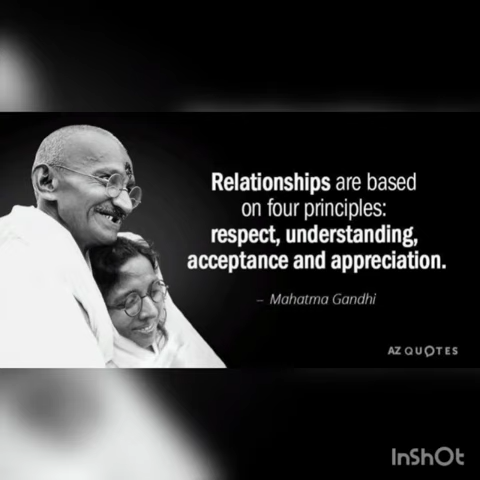 Relationships are based
on four principles:
respect, understanding,
acceptance and appreciation.
– Mahatma Gandhi
AZ QUOTES
InShOt